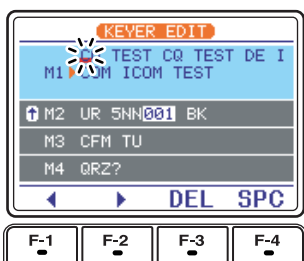 KEYER EDIT
CQ TEST CQ TEST DE I
M1 COM ICOM TEST
M2 UR 5NN001 BK
M3 CFM TU
M4 QRZ?
DEL SPC
F-1 F-2 F-3 F-4